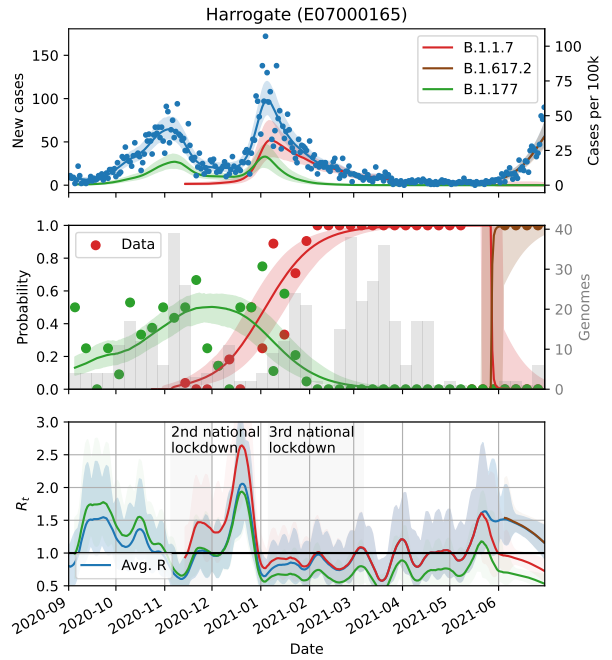 Harrogate (E07000165)
New cases
150
100
50
0
B.1.1.7
B.1.617.2
B.1.177
100
75
50
25
0
Cases per 100k
Probability
1.0
0.8
0.6
0.4
0.2
0.0
Data
40
30
20
10
0
Genomes
Rt
3.0
2.5
2.0
1.5
1.0
0.5
2nd national
lockdown
3rd national
lockdown
Avg. R
2020-09
2020-10
2020-11
2020-12
2021-01
2021-02
2021-03
2021-04
2021-05
2021-06
Date